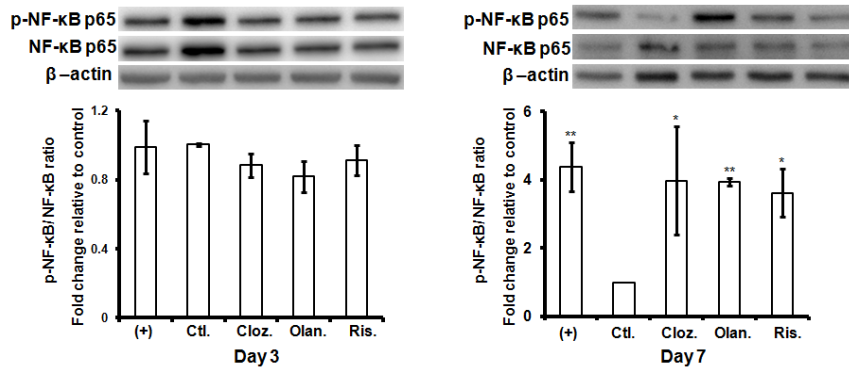 p-NF-κB p65
NF-κB p65
β–actin
p-NF-κB/ NF-κB ratio
Fold change relative to control
1.2
0.8
0.4
0
(+) Ctl. Cloz. Olan. Ris.
Day 3
p-NF-κB p65
NF-κB p65
β–actin
p-NF-κB/ NF-κB ratio
Fold change relative to control
6
4
2
0
** * ** *
(+) Ctl. Cloz. Olan. Ris.
Day 7